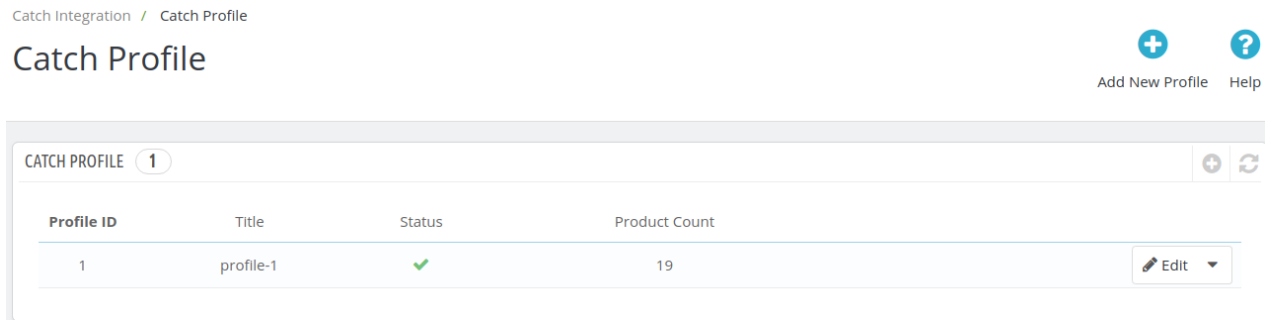 Catch Integration / Catch Profile
Catch Profile
Add New Profile Help
CATCH PROFILE 1
Profile ID Title Status Product Count
1 profile-1 19 Edit